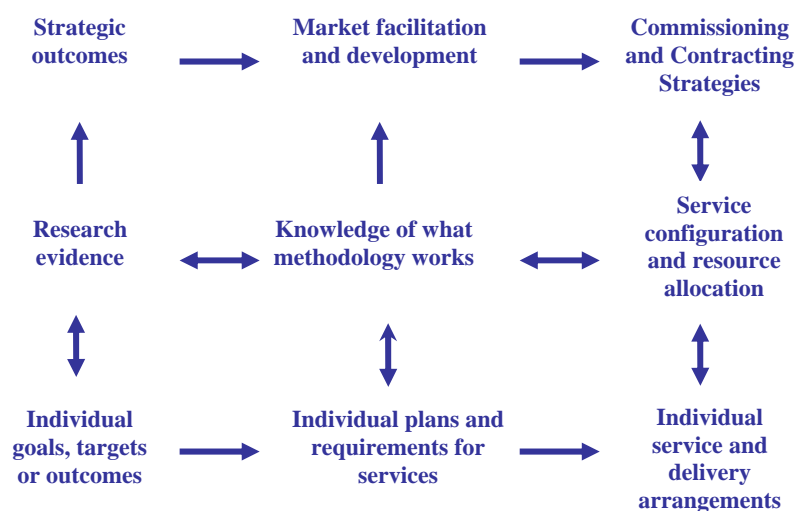 Strategic
outcomes
Market facilitation
and development
Commissioning
and Contracting
Strategies
Research
evidence
Knowledge of what
methodology works
Service
configuration
and resource
allocation
Individual
goals, targets
or outcomes
Individual plans and
requirements for
services
Individual
service and
delivery
arrangements